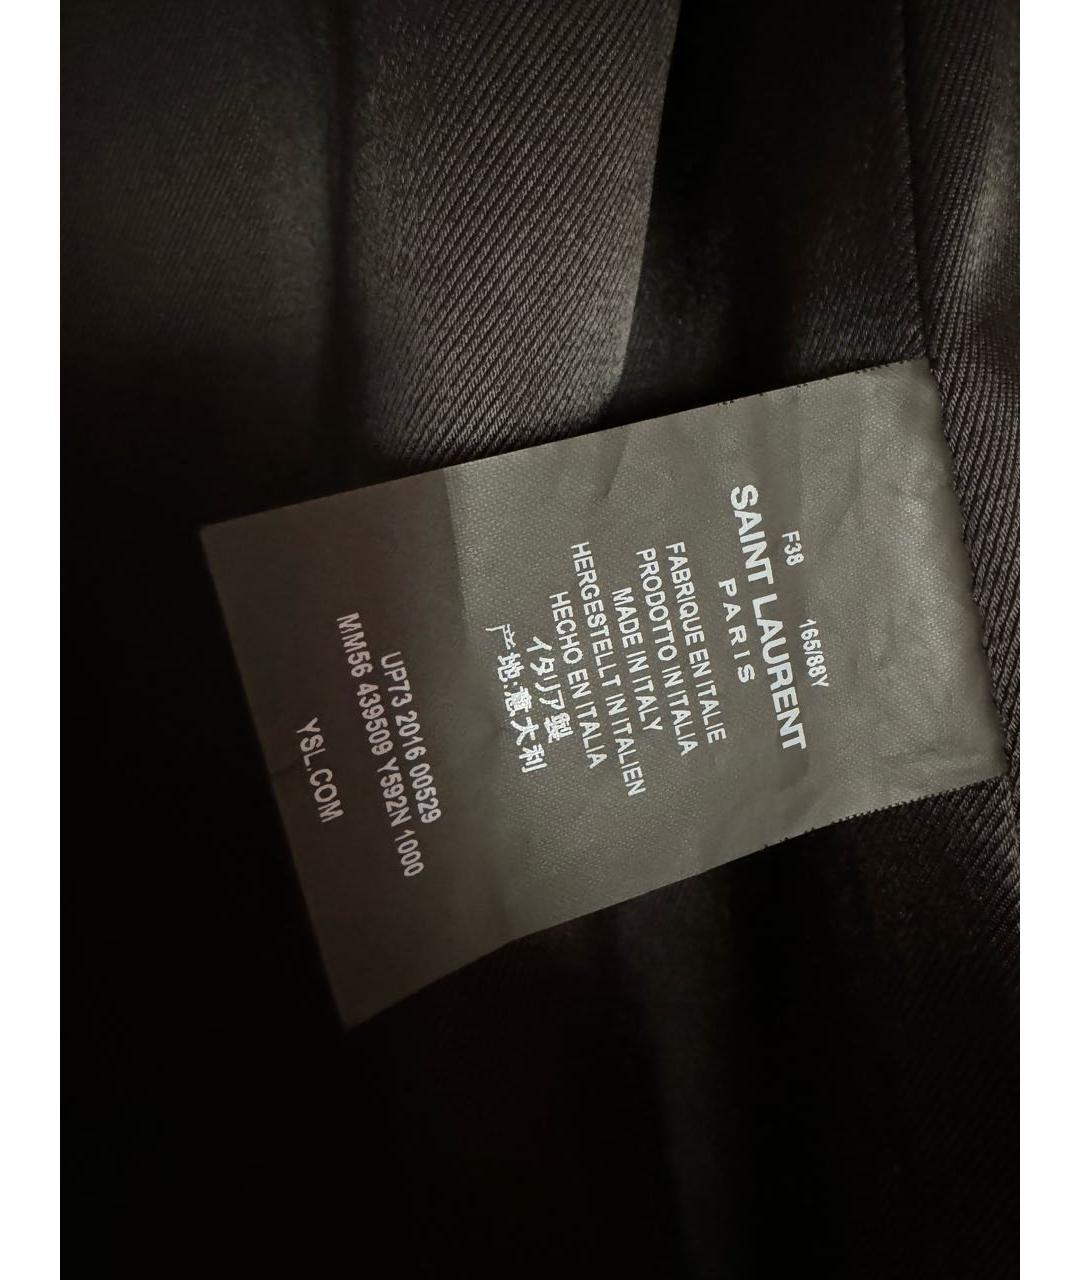 F38 165/88Y
SAINT LAURENT
PARIS
FABRIQUE EN ITALIE
PRODOTTO IN ITALIA
MADE IN ITALY
HERGESTELLT IN ITALIEN
HECHO EN ITALIA
イタリア製
产地:意大利
UP73 2016 00529
MM56 439509 Y592N 1000
YSL.COM